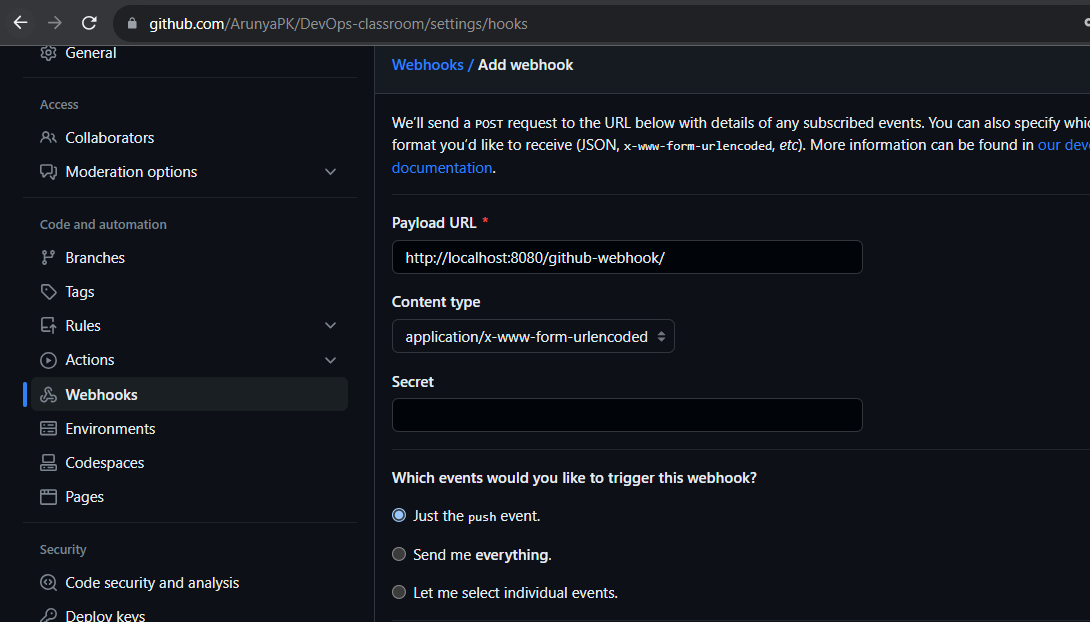 github.com/ArunyaPK/DevOps-classroom/settings/hooks
General
Access
Collaborators
Moderation options
Code and automation
Branches
Tags
Rules
Actions
Webhooks
Environments
Codespaces
Pages
Security
Code security and analysis
Deploy keys
Webhooks / Add webhook
We'll send a POST request to the URL below with details of any subscribed events. You can also specify
format you'd like to receive (JSON, x-www-form-urlencoded, etc). More information can be found in our
documentation.
Payload URL *
http://localhost:8080/github-webhook/
Content type
application/x-www-form-urlencoded
Secret
Which events would you like to trigger this webhook?
Just the push event.
Send me everything.
Let me select individual events.